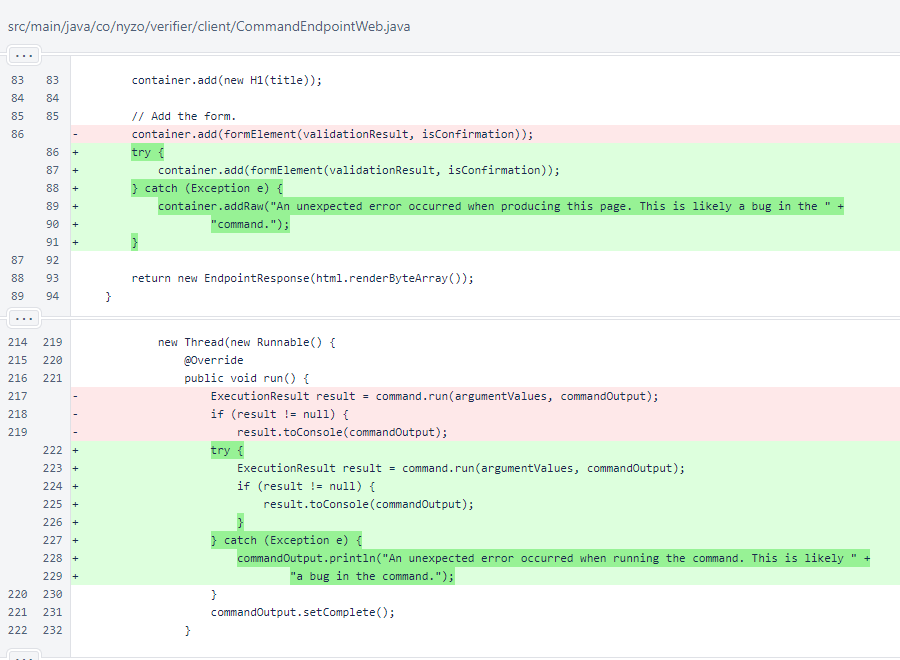 src/main/java/co/nyzo/verifier/client/CommandEndpointWeb.java
...
83 83 container.add(new H1(title));
84 84
85 85 // Add the form.
86 - container.add(formElement(validationResult, isConfirmation));
86 + try {
87 + container.add(formElement(validationResult, isConfirmation));
88 + } catch (Exception e) {
89 + container.addRaw("An unexpected error occurred when producing this page. This is likely a bug in the " +
90 + "command.");
91 + }
87 92
88 93 return new EndpointResponse(html.renderByteArray());
89 94 }
...
214 219 new Thread(new Runnable() {
215 220 @Override
216 221 public void run() {
217 - ExecutionResult result = command.run(argumentValues, commandOutput);
218 - if (result != null) {
219 - result.toConsole(commandOutput);
222 + try {
223 + ExecutionResult result = command.run(argumentValues, commandOutput);
224 + if (result != null) {
225 + result.toConsole(commandOutput);
226 + }
227 + } catch (Exception e) {
228 + commandOutput.println("An unexpected error occurred when running the command. This is likely " +
229 + "a bug in the command.");
220 230 }
221 231 commandOutput.setComplete();
222 232 }
...